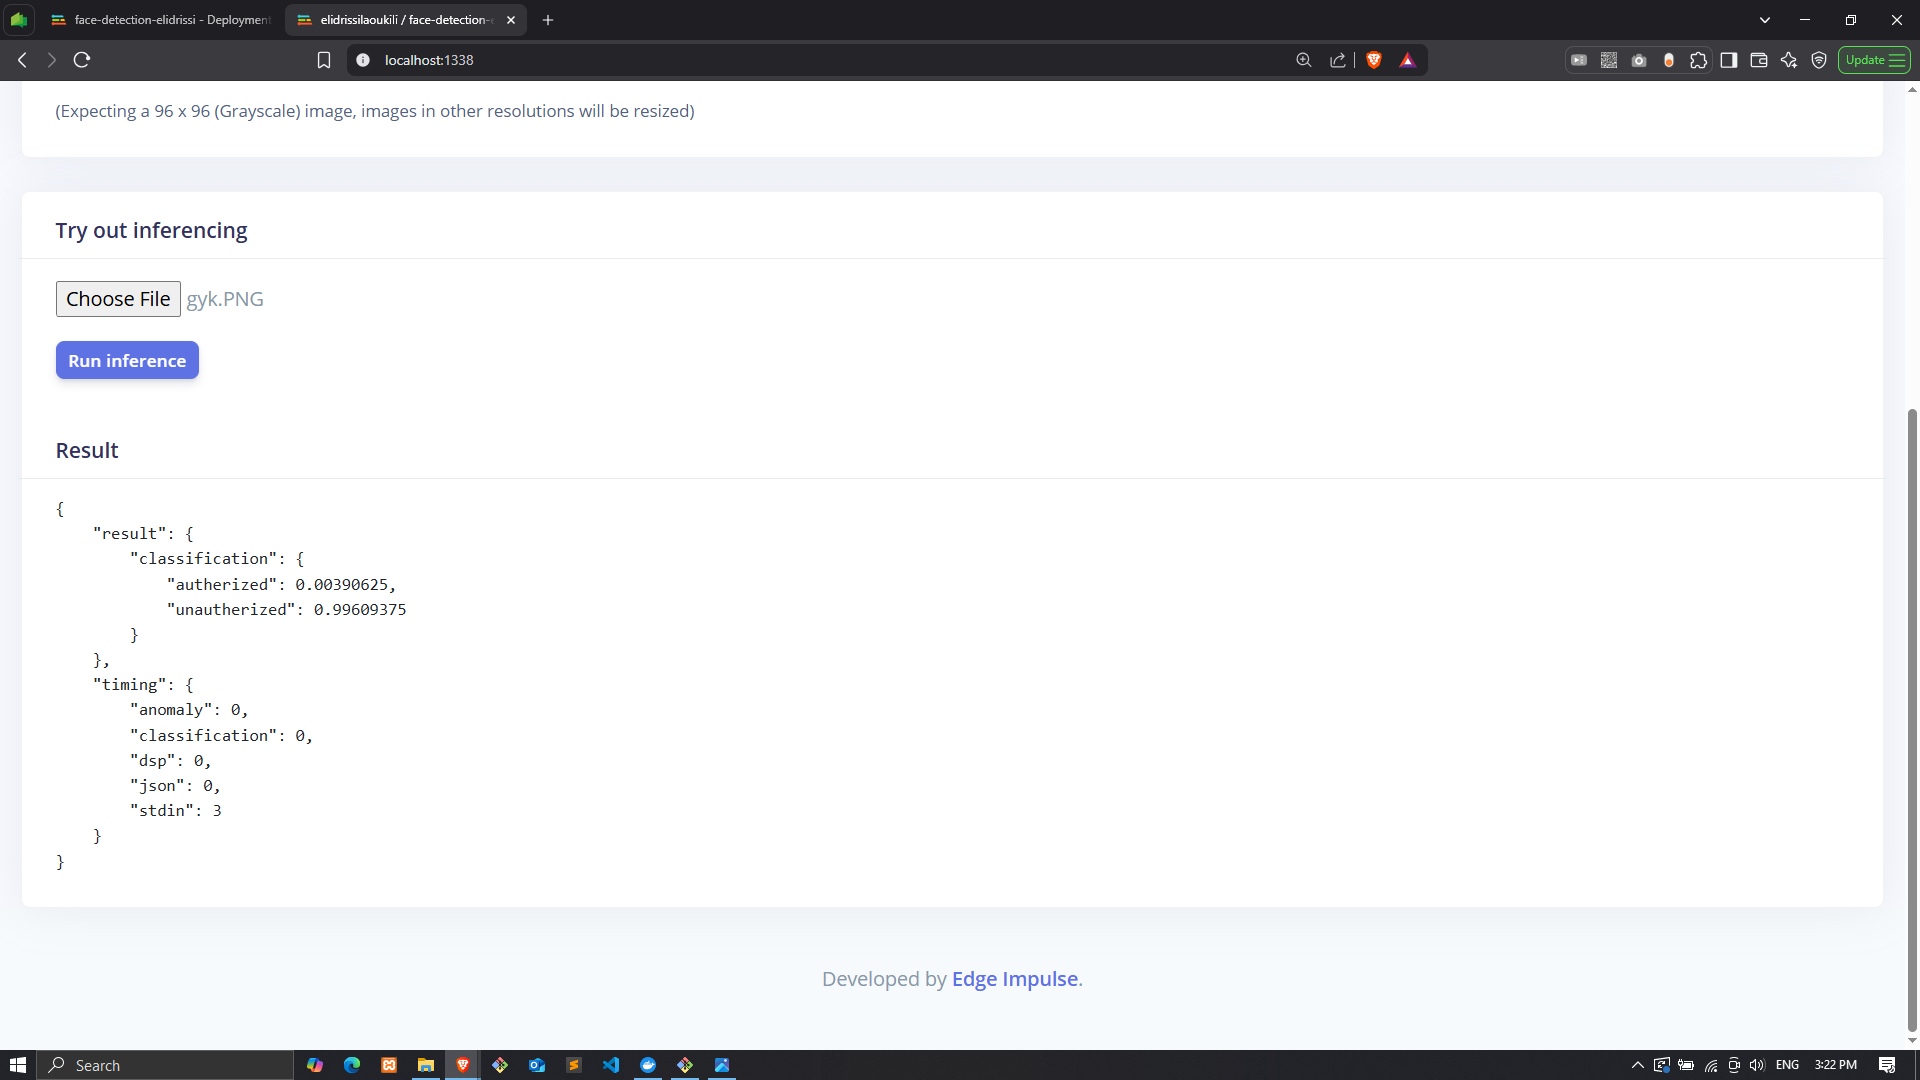 face-detection-elidrissi - Deployment
elidrissilaoukili / face-detection-e
localhost:1338
Update
(Expecting a 96 x 96 (Grayscale) image, images in other resolutions will be resized)
Try out inferencing
Choose File gyk.PNG
Run inference
Result
{
    "result": {
        "classification": {
            "autherized": 0.00390625,
            "unautherized": 0.99609375
        }
    },
    "timing": {
        "anomaly": 0,
        "classification": 0,
        "dsp": 0,
        "json": 0,
        "stdin": 3
    }
}
Developed by Edge Impulse.
Search
ENG
3:22 PM